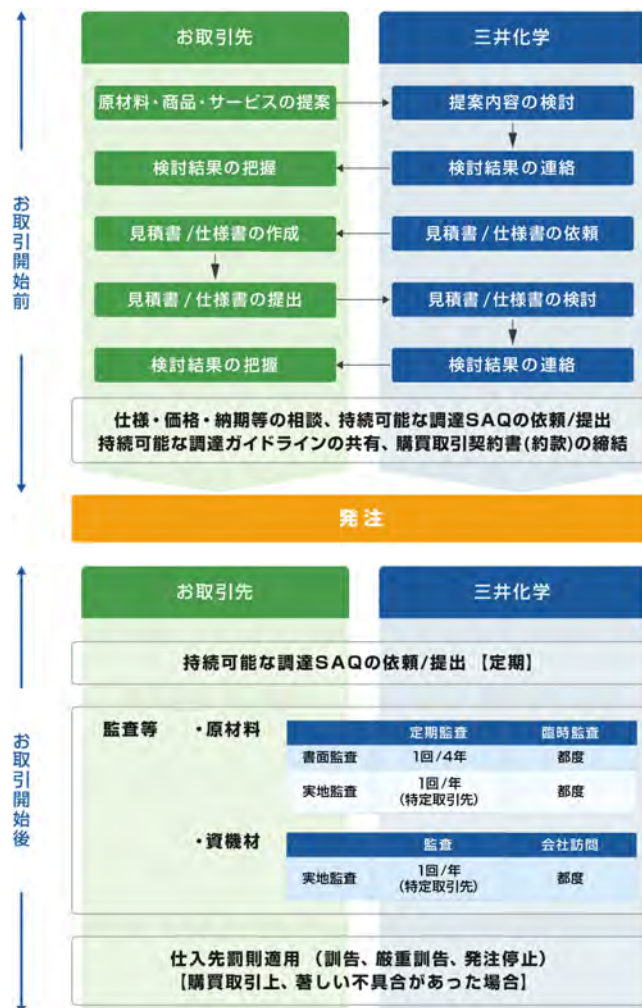 お取引先 三井化学
お取引開始前
原材料・商品・サービスの提案 提案内容の検討
検討結果の把握 検討結果の連絡
見積書/仕様書の作成 見積書/仕様書の依頼
見積書/仕様書の提出 見積書/仕様書の検討
検討結果の把握 検討結果の連絡
仕様・価格・納期等の相談、持続可能な調達SAQの依頼/提出
持続可能な調達ガイドラインの共有、購買取引契約書(約款)の締結
発注
お取引先 三井化学
お取引開始後
持続可能な調達SAQの依頼/提出 【定期】
監査等 ・原材料
定期監査 臨時監査
書面監査 1回/4年 都度
実地監査 1回/年 都度
(特定取引先)
・資機材
監査 会社訪問
実地監査 1回/年 都度
(特定取引先)
仕入先罰則適用 (訓告、厳重訓告、発注停止)
【購買取引上、著しい不具合があった場合】